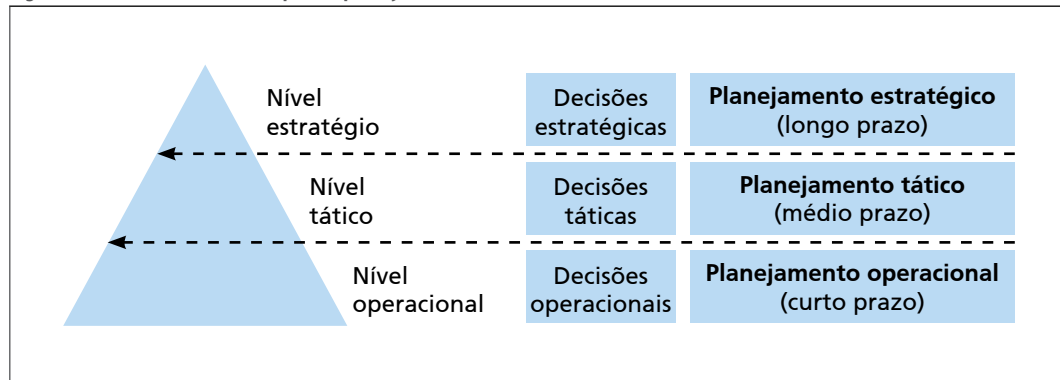 Nível
estratégio
Decisões
estratégicas
Planejamento estratégico
(longo prazo)
Nível
tático
Decisões
táticas
Planejamento tático
(médio prazo)
Nível
operacional
Decisões
operacionais
Planejamento operacional
(curto prazo)